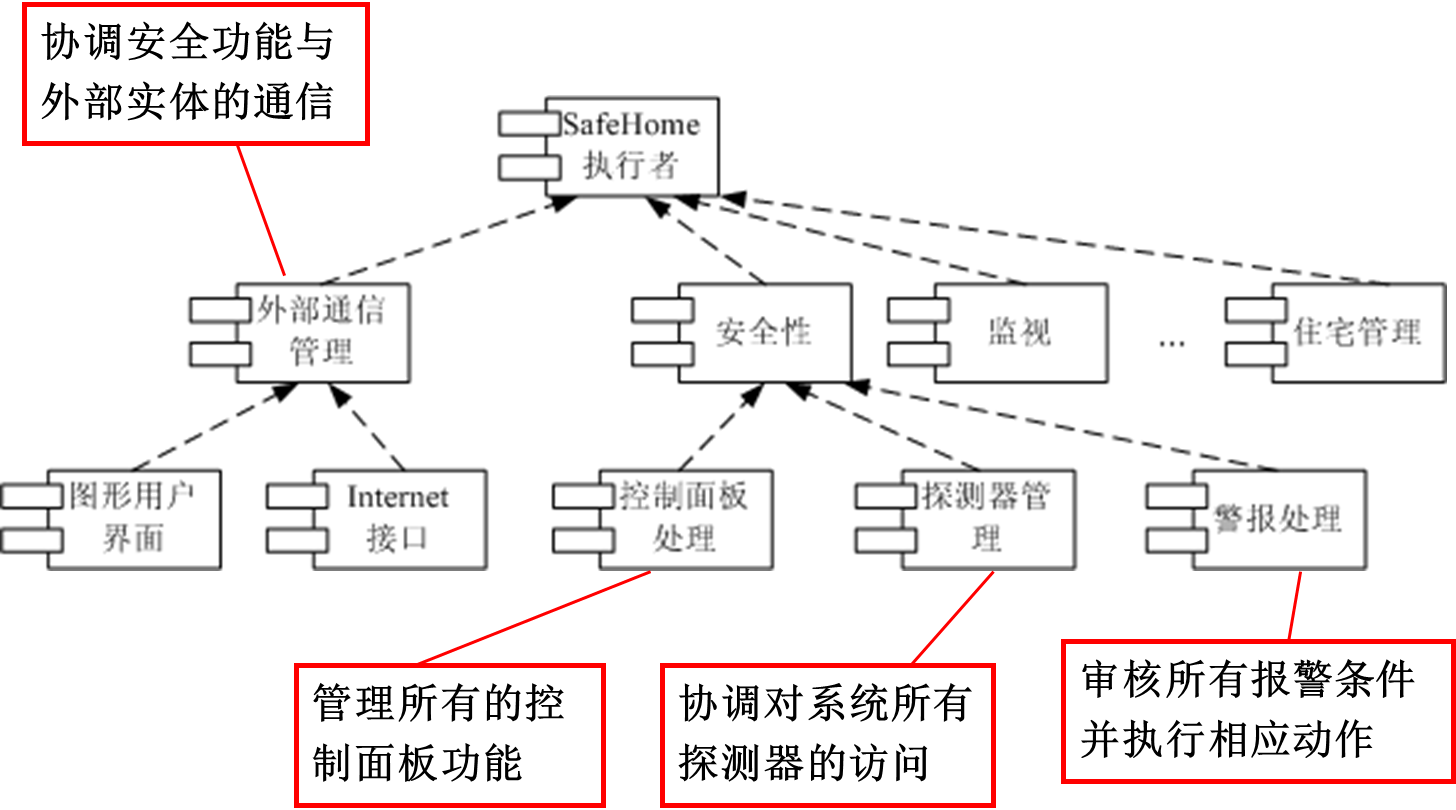 协调安全功能与
外部实体的通信
SafeHome
执行者
外部通信
管理
安全性
监视
...
住宅管理
图形用户
界面
Internet
接口
控制面板
处理
探测器管
理
警报处理
管理所有的控
制面板功能
协调对系统所有
探测器的访问
审核所有报警条件
并执行相应动作